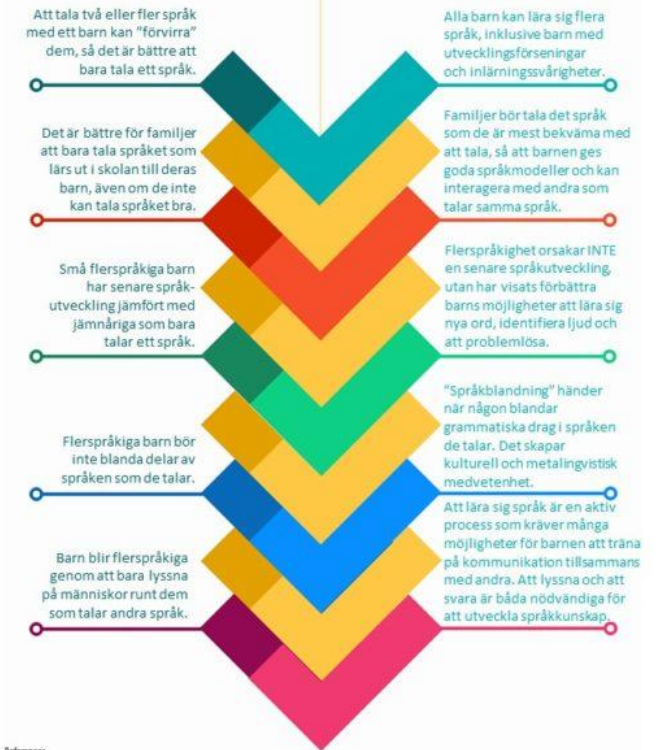 Att tala två eller fler språk
med ett barn kan ”förvirra”
dem, så det är bättre att
bara tala ett språk.
Alla barn kan lära sig flera
språk, inklusive barn med
utvecklingsförseningar
och inlärningssvårigheter.
Det är bättre för familjer
att bara tala språket som
lärs ut i skolan till deras
barn, även om de inte
kan tala språket bra.
Familjer bör tala det språk
som de är mest bekväma med
att tala, så att barnen ges
goda språkmodeller och kan
interagera med andra som
talar samma språk.
Små flerspråkiga barn
har senare språk-
utveckling jämfört med
jämnåriga som bara
talar ett språk.
Flerspråkighet orsakar INTE
en senare språkutveckling,
utan har visats förbättra
barns möjligheter att lära sig
nya ord, identifiera ljud och
att problemlösa.
Flerspråkiga barn bör
inte blanda delar av
språken som de talar.
”Språkblandning” händer
när någon blandar
grammatiska drag i språken
de talar. Det skapar
kulturell och metalingvistisk
medvetenhet.
Barn blir flerspråkiga
genom att bara lyssna
på människor runt dem
som talar andra språk.
Att lära sig språk är en aktiv
process som kräver många
möjligheter för barnen att träna
på kommunikation tillsammans
med andra. Att lyssna och att
svara är båda nödvändiga för
att utveckla språkkunskap.